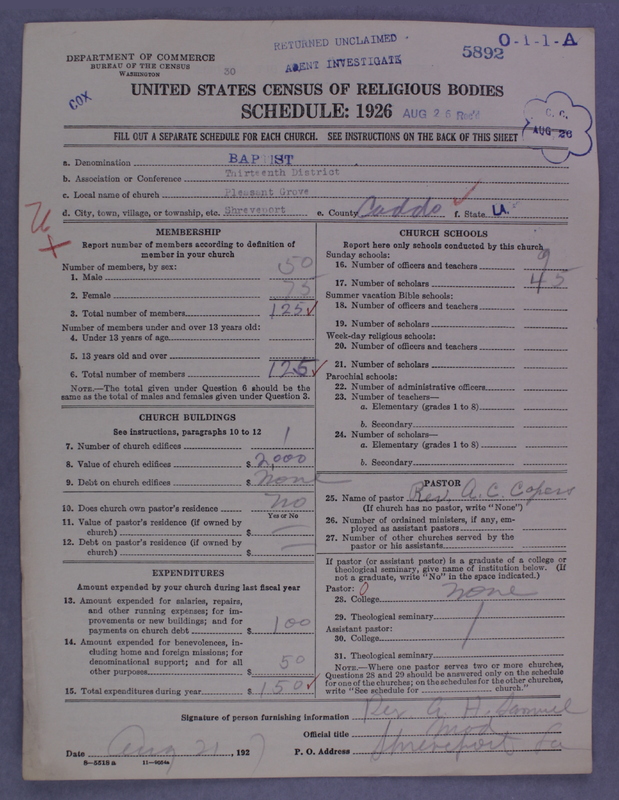 RETURNED UNCLAIMED
AGENT INVESTIGATE
5892
O-1-1-A
DEPARTMENT OF COMMERCE
BUREAU OF THE CENSUS
WASHINGTON
30
COX
UNITED STATES CENSUS OF RELIGIOUS BODIES
SCHEDULE: 1926
AUG 26 Rec'd
C. C.
AUG 26
FILL OUT A SEPARATE SCHEDULE FOR EACH CHURCH. SEE INSTRUCTIONS ON THE BACK OF THIS SHEET
a. Denomination BAPTIST
b. Association or Conference Thirteenth District
c. Local name of church Pleasant Grove
d. City, town, village, or township, etc. Shreveport e. County Caddo f. State
MEMBERSHIP
Report number of members according to definition of
member in your church
Number of members, by sex:
1. Male 50
2. Female 75
3. Total number of members 125
Number of members under and over 13 years old:
4. Under 13 years of age
5. 13 years old and over
6. Total number of members 125
NOTE.—The total given under Question 6 should be the
same as the total of males and females given under Question 3.
CHURCH BUILDINGS
See instructions, paragraphs 10 to 12
7. Number of church edifices 1
8. Value of church edifices $ 2,000
9. Debt on church edifices $ None
10. Does church own pastor's residence no
Yes or No
11. Value of pastor's residence (if owned by
church) $ —
12. Debt on pastor's residence (if owned by
church) $ —
EXPENDITURES
Amount expended by your church during last fiscal year
13. Amount expended for salaries, repairs,
and other running expenses; for im-
provements or new buildings; and for
payments on church debt $ 100
14. Amount expended for benevolences, in-
cluding home and foreign missions; for
denominational support; and for all
other purposes $ 50
15. Total expenditures during year $ 150
CHURCH SCHOOLS
Report here only schools conducted by this church
Sunday schools:
16. Number of officers and teachers 9
17. Number of scholars 45
Summer vacation Bible schools:
18. Number of officers and teachers
19. Number of scholars
Week-day religious schools:
20. Number of officers and teachers
21. Number of scholars
Parochial schools:
22. Number of administrative officers
23. Number of teachers—
a. Elementary (grades 1 to 8)
b. Secondary
24. Number of scholars—
a. Elementary (grades 1 to 8)
b. Secondary
PASTOR
25. Name of pastor Rev. A. C. Capers
(If church has no pastor, write "None")
26. Number of ordained ministers, if any, em-
ployed as assistant pastors
27. Number of other churches served by the
pastor or his assistants
If pastor (or assistant pastor) is a graduate of a college or
theological seminary, give name of institution below. (If
not a graduate, write "No" in the space indicated.)
Pastor: 0
28. College none
29. Theological seminary
Assistant pastor:
30. College
31. Theological seminary
NOTE.—Where one pastor serves two or more churches,
Questions 28 and 29 should be answered only on the schedule
for one of the churches; on the schedules for the other churches,
write "See schedule for church."
Signature of person furnishing information Rev. A. H. Samuel
Official title
Date Aug 21, 1927 P. O. Address Shreveport La
8—5518 a